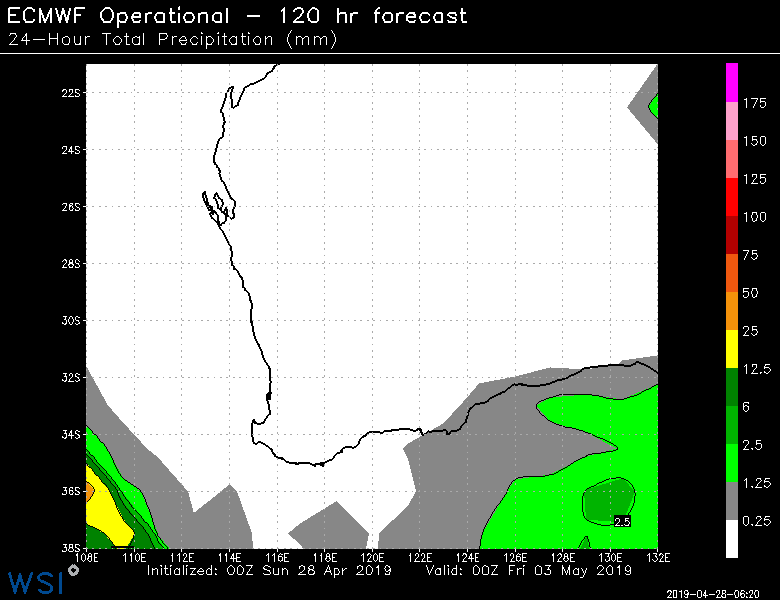 ECMWF Operational – 120 hr forecast
24–Hour Total Precipitation (mm)
22S
24S
26S
28S
30S
32S
34S
36S
38S
108E 110E 112E 114E 116E 118E 120E 122E 124E 126E 128E 130E 132E
175
150
125
100
75
50
25
12.5
6
2.5
1.25
0.25
2.5
Initialized: 00Z Sun 28 Apr 2019 Valid: 00Z Fri 03 May 2019
WSI
2019-04-28-06:20